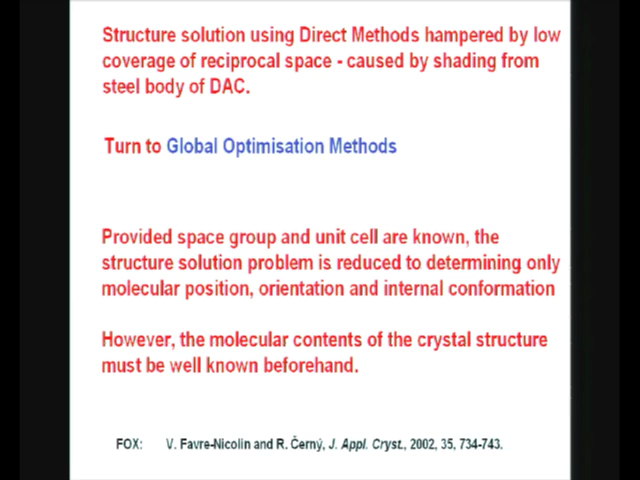 Structure solution using Direct Methods hampered by low
coverage of reciprocal space - caused by shading from
steel body of DAC.
Turn to Global Optimisation Methods
Provided space group and unit cell are known, the
structure solution problem is reduced to determining only
molecular position, orientation and internal conformation
However, the molecular contents of the crystal structure
must be well known beforehand.
FOX: V. Favre-Nicolin and R. Černý, J. Appl. Cryst., 2002, 35, 734-743.